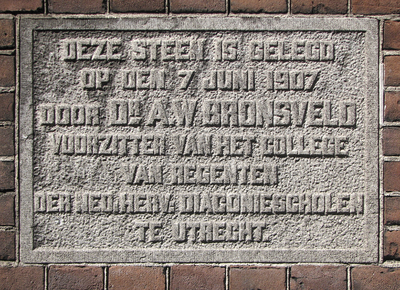 DEZE STEEN IS GELEGD
OP DEN 7 JUNI 1907
DOOR DR. A.W. BRONSVELD
VOORZITTER VAN HET COLLEGE
VAN REGENTEN
DER NED. HERV. DIACONIESCHOLEN
TE UTRECHT